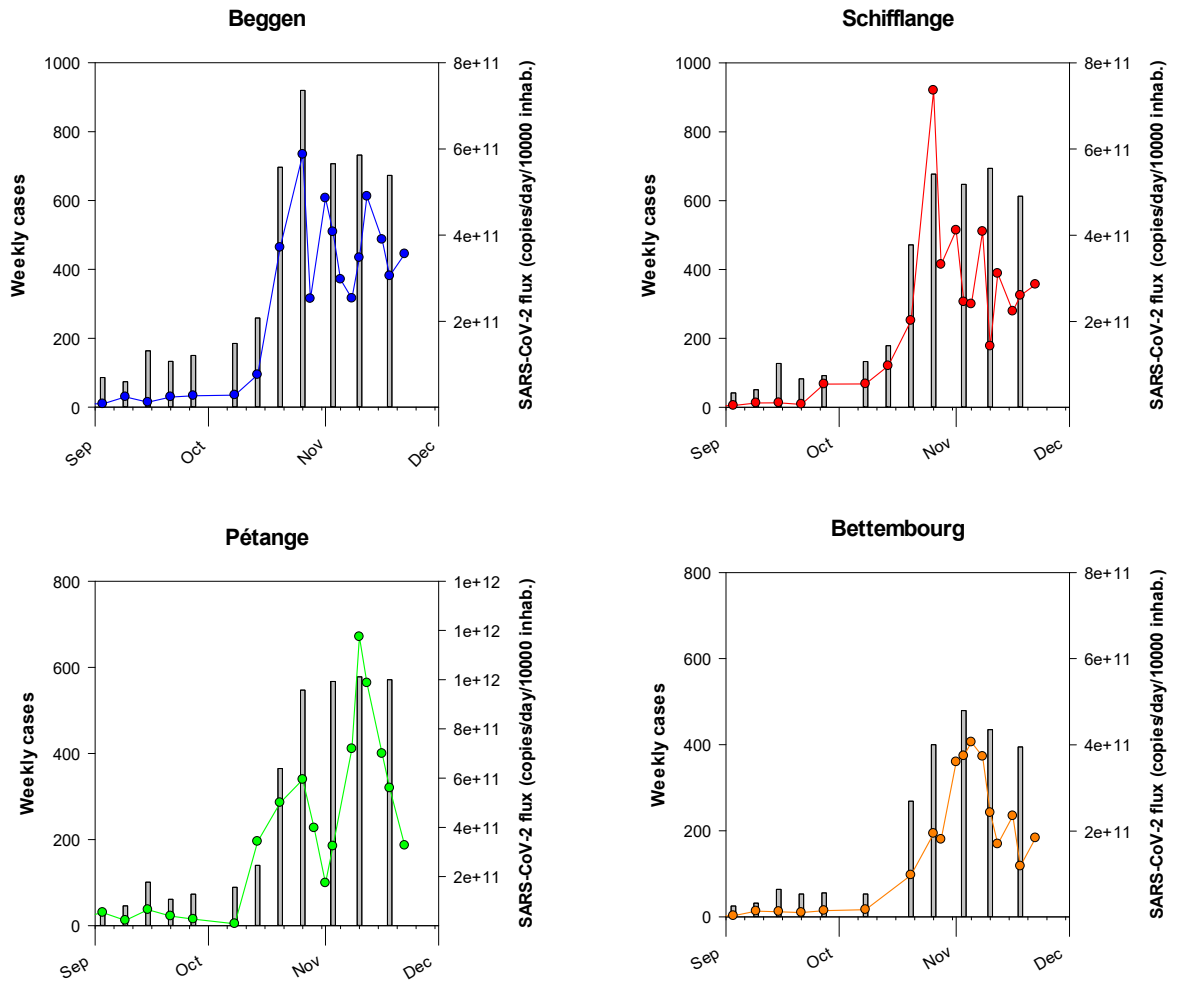 Beggen
1000
800
600
400
200
0
8e+11
6e+11
4e+11
2e+11
Sep
Oct
Nov
Dec
Weekly cases
SARS-CoV-2 flux (copies/day/10000 inhab.)
Schifflange
1000
800
600
400
200
0
8e+11
6e+11
4e+11
2e+11
Sep
Oct
Nov
Dec
Weekly cases
SARS-CoV-2 flux (copies/day/10000 inhab.)
Pétange
800
600
400
200
0
1e+12
1e+12
1e+12
8e+11
6e+11
4e+11
2e+11
Sep
Oct
Nov
Dec
Weekly cases
SARS-CoV-2 flux (copies/day/10000 inhab.)
Bettembourg
800
600
400
200
0
8e+11
6e+11
4e+11
2e+11
Sep
Oct
Nov
Dec
Weekly cases
SARS-CoV-2 flux (copies/day/10000 inhab.)